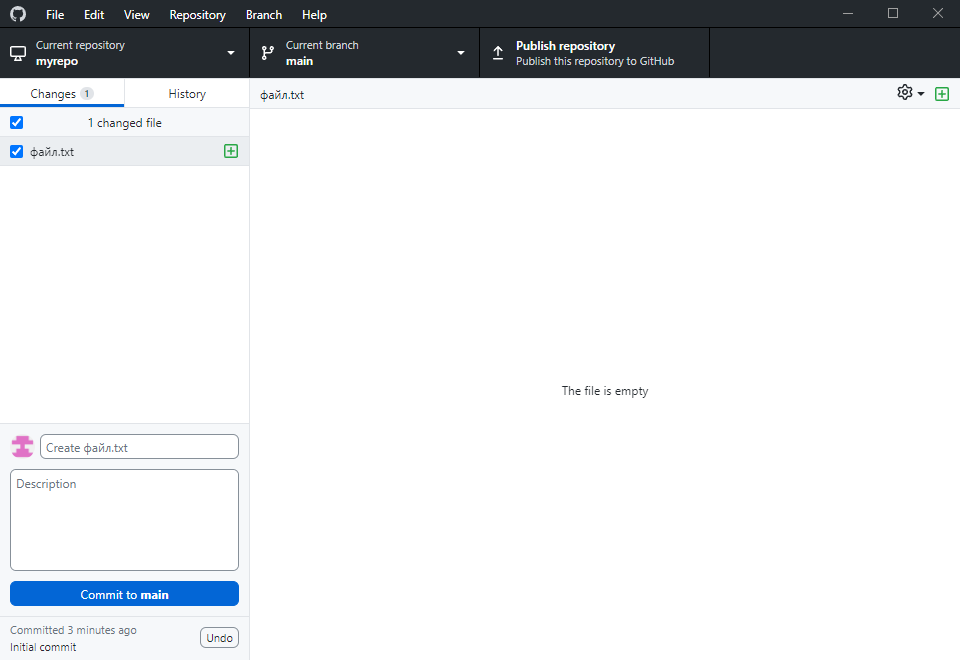 File Edit View Repository Branch Help
Current repository
myrepo
Current branch
main
Publish repository
Publish this repository to GitHub
Changes 1
History
1 changed file
файл.txt
файл.txt
The file is empty
Create файл.txt
Description
Commit to main
Committed 3 minutes ago
Initial commit
Undo